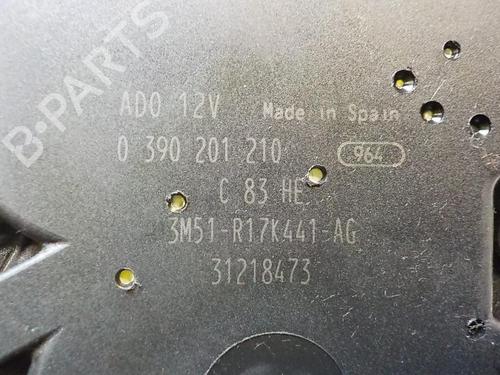 B-PARTS
ADO 12V Made in Spain
0 390 201 210 964
C 83 HE
3M51-R17K441-AG
31218473